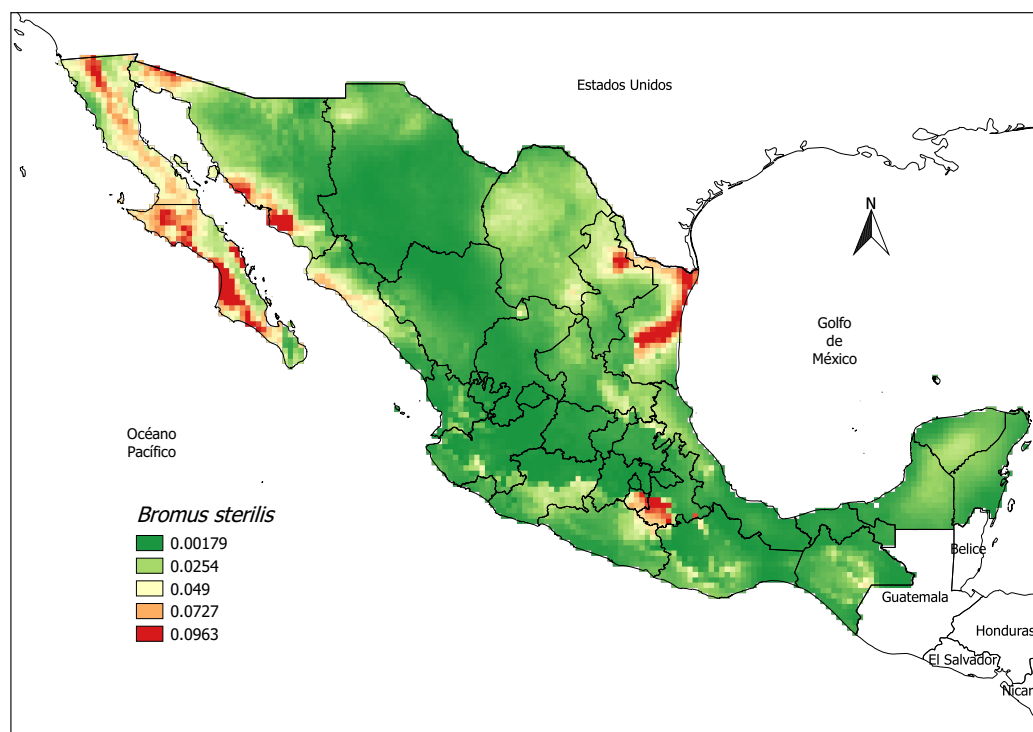 Estados Unidos
N
Golfo
de
México
Océano
Pacífico
Bromus sterilis
0.00179
0.0254
0.049
0.0727
0.0963
Belice
Guatemala
Honduras
El Salvador
Nicar